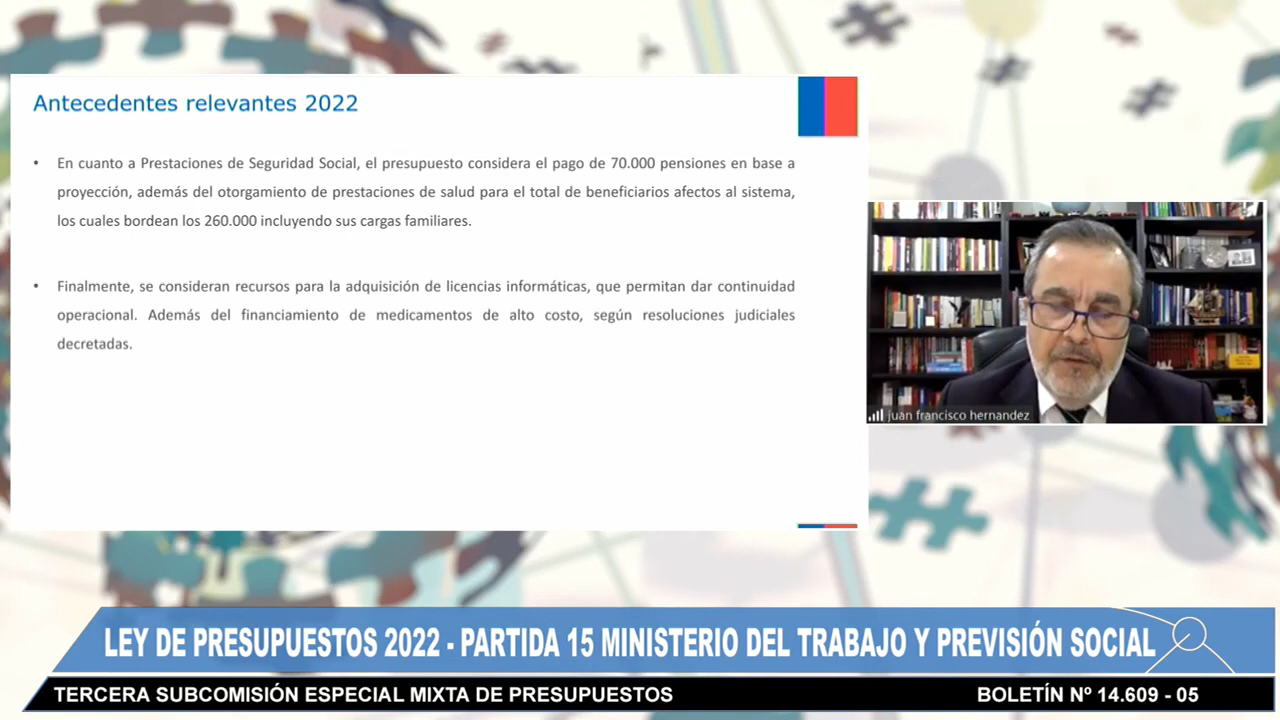 Antecedentes relevantes 2022
• En cuanto a Prestaciones de Seguridad Social, el presupuesto considera el pago de 70.000 pensiones en base a
proyección, además del otorgamiento de prestaciones de salud para el total de beneficiarios afectos al sistema,
los cuales bordean los 260.000 incluyendo sus cargas familiares.
• Finalmente, se consideran recursos para la adquisición de licencias informáticas, que permitan dar continuidad
operacional. Además del financiamiento de medicamentos de alto costo, según resoluciones judiciales
decretadas.
juan francisco hernandez
LEY DE PRESUPUESTOS 2022 - PARTIDA 15 MINISTERIO DEL TRABAJO Y PREVISIÓN SOCIAL
TERCERA SUBCOMISIÓN ESPECIAL MIXTA DE PRESUPUESTOS
BOLETÍN Nº 14.609 - 05